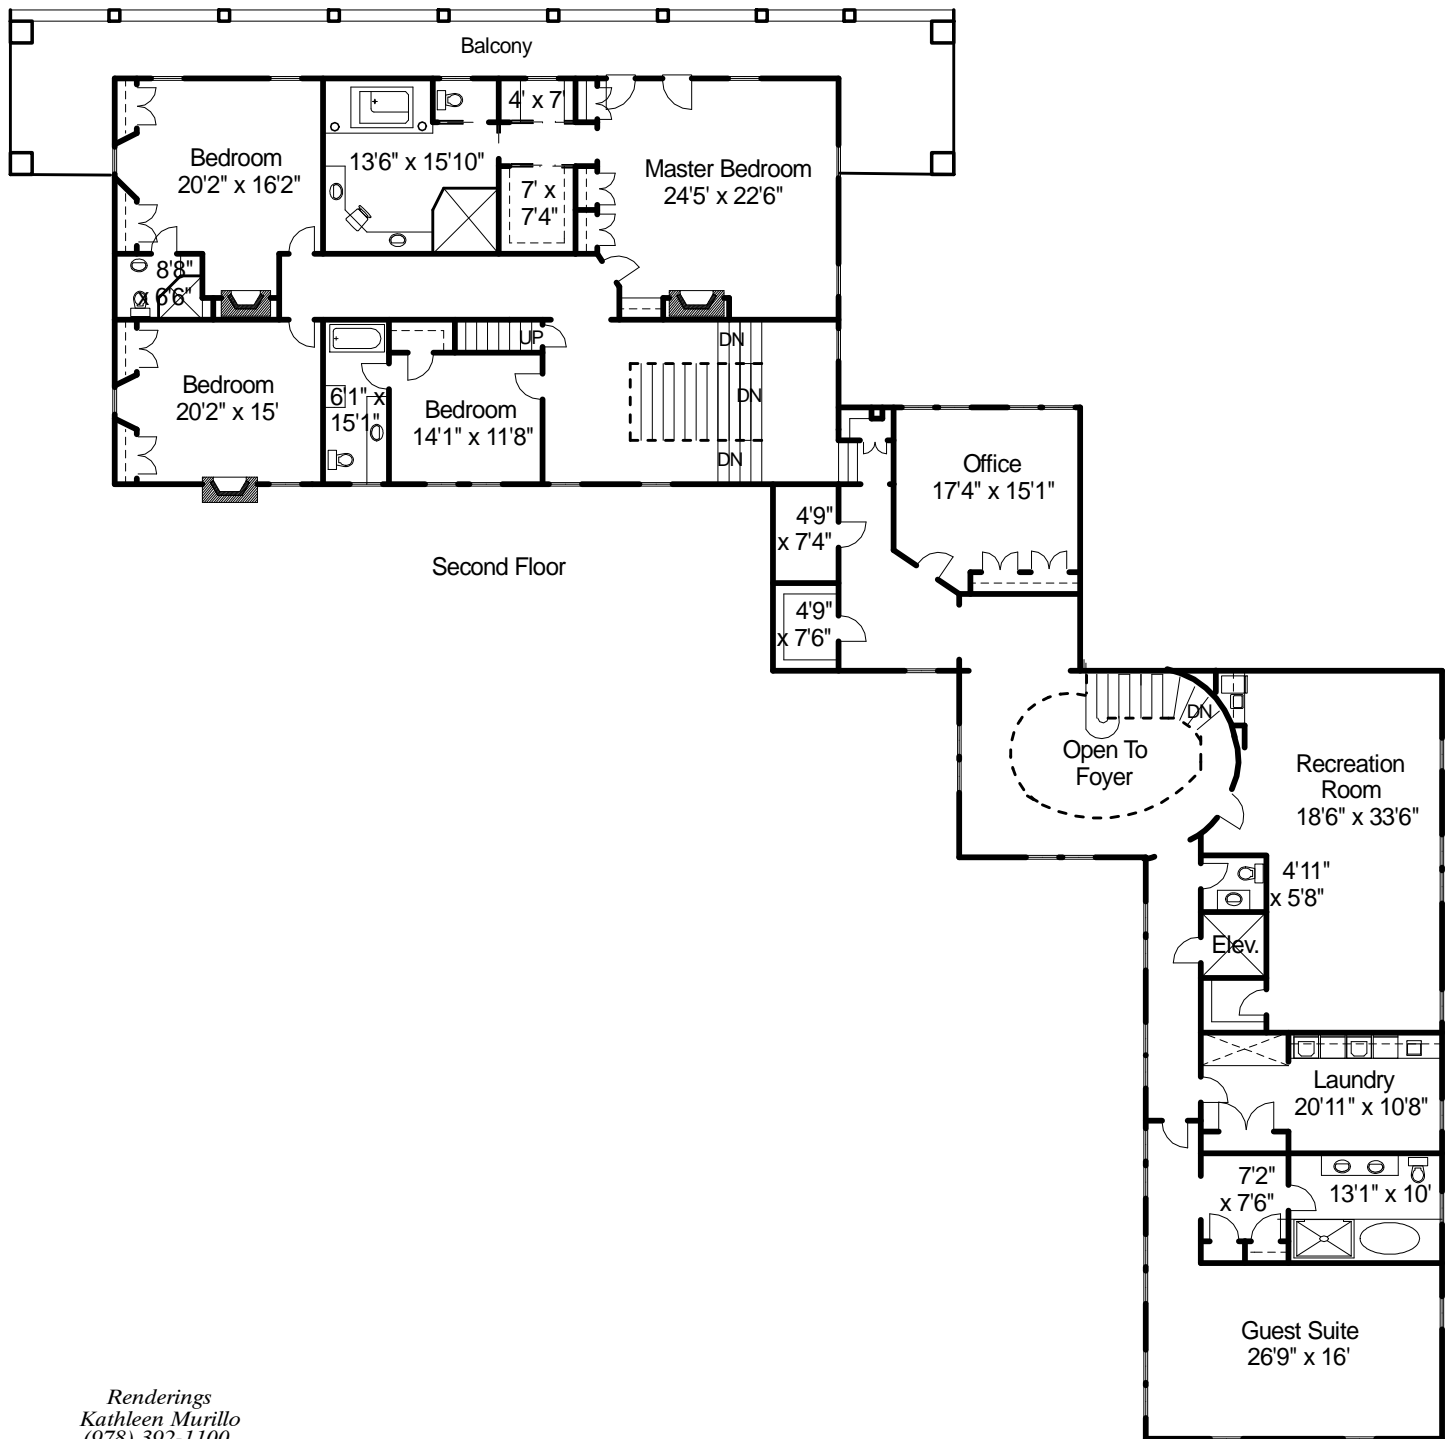 Balcony
4' x 7'
Bedroom
20'2" x 16'2"
13'6" x 15'10"
Master Bedroom
24'5' x 22'6"
7' x
7'4"
8'8"
x 6'6"
UP
DN
DN
DN
Bedroom
20'2" x 15'
6'1" x
15'1"
Bedroom
14'1" x 11'8"
Office
17'4" x 15'1"
4'9"
x 7'4"
Second Floor
4'9"
x 7'6"
DN
Open To
Foyer
Recreation
Room
18'6" x 33'6"
4'11"
x 5'8"
Elev.
Laundry
20'11" x 10'8"
7'2"
x 7'6"
13'1" x 10'
Guest Suite
26'9" x 16'
Renderings
Kathleen Murillo
(978) 392-1100